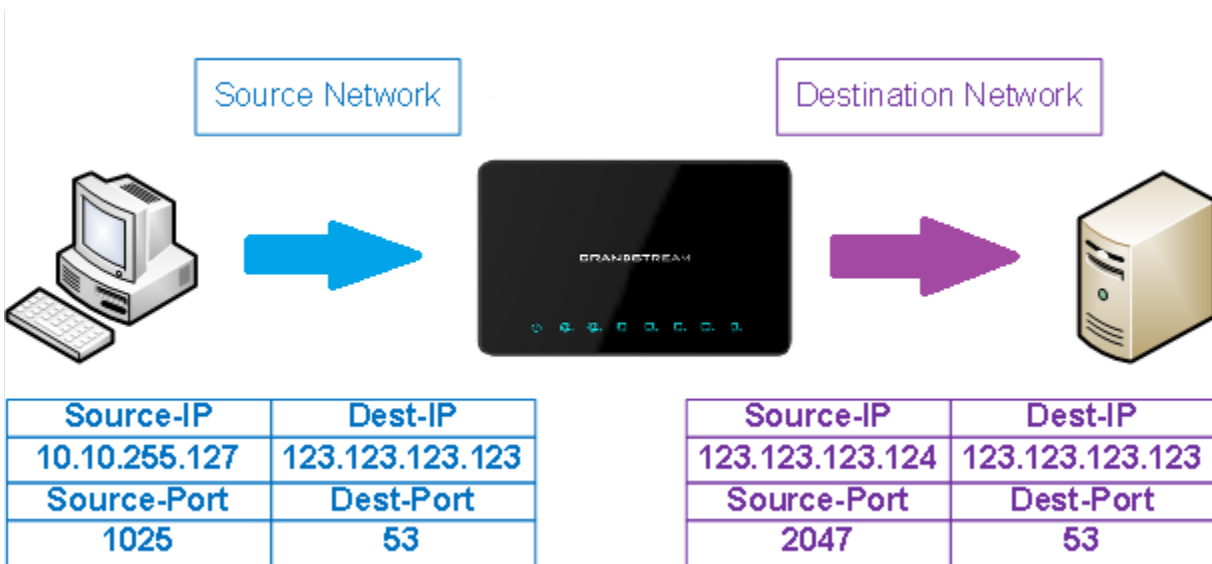 Source Network
Destination Network
GRANDSTREAM
Source-IP Dest-IP
10.10.255.127 123.123.123.123
Source-Port Dest-Port
1025 53
Source-IP Dest-IP
123.123.123.124 123.123.123.123
Source-Port Dest-Port
2047 53